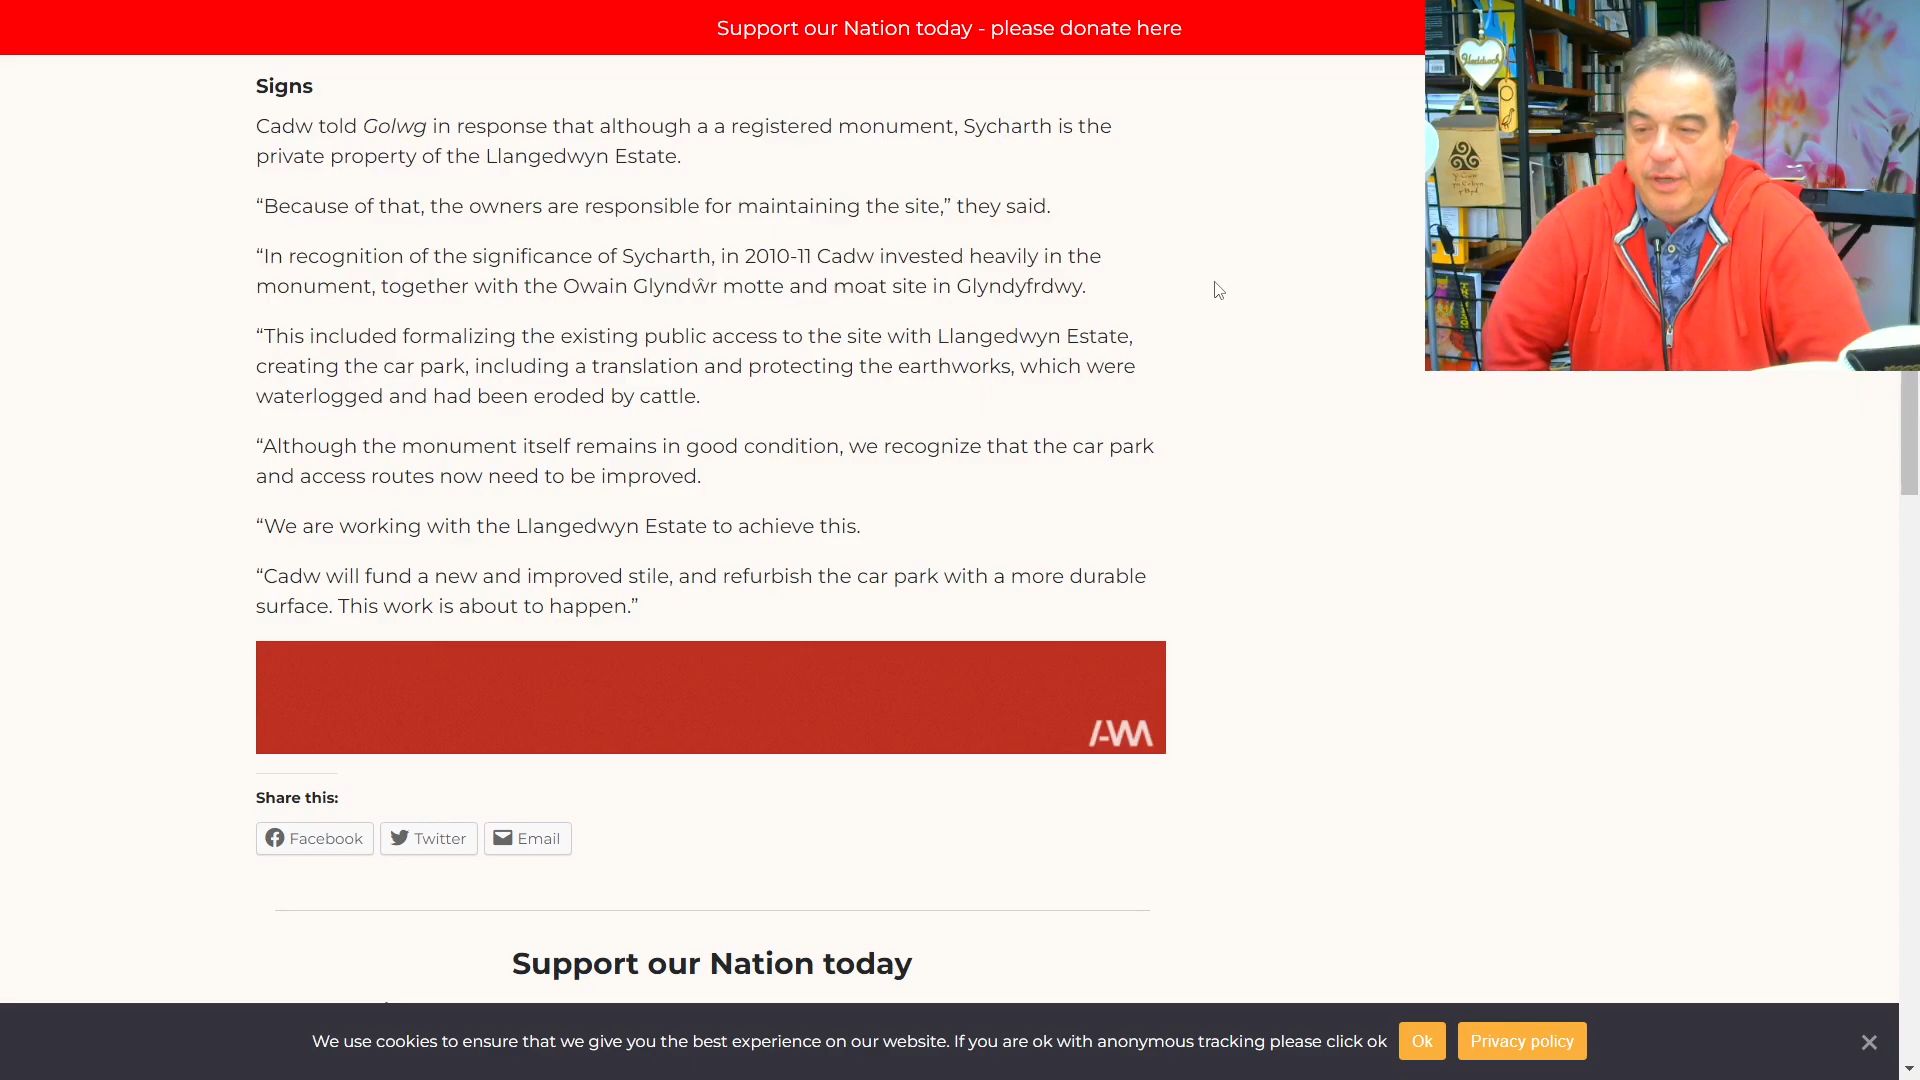 Support our Nation today - please donate here
Signs
Cadw told Golwg in response that although a a registered monument, Sycharth is the
private property of the Llangedwyn Estate.
“Because of that, the owners are responsible for maintaining the site,” they said.
“In recognition of the significance of Sycharth, in 2010-11 Cadw invested heavily in the
monument, together with the Owain Glyndŵr motte and moat site in Glyndyfrdwy.
“This included formalizing the existing public access to the site with Llangedwyn Estate,
creating the car park, including a translation and protecting the earthworks, which were
waterlogged and had been eroded by cattle.
“Although the monument itself remains in good condition, we recognize that the car park
and access routes now need to be improved.
“We are working with the Llangedwyn Estate to achieve this.
“Cadw will fund a new and improved stile, and refurbish the car park with a more durable
surface. This work is about to happen.”
Share this:
Facebook Twitter Email
Support our Nation today
We use cookies to ensure that we give you the best experience on our website. If you are ok with anonymous tracking please click ok Ok Privacy policy
Heddwch